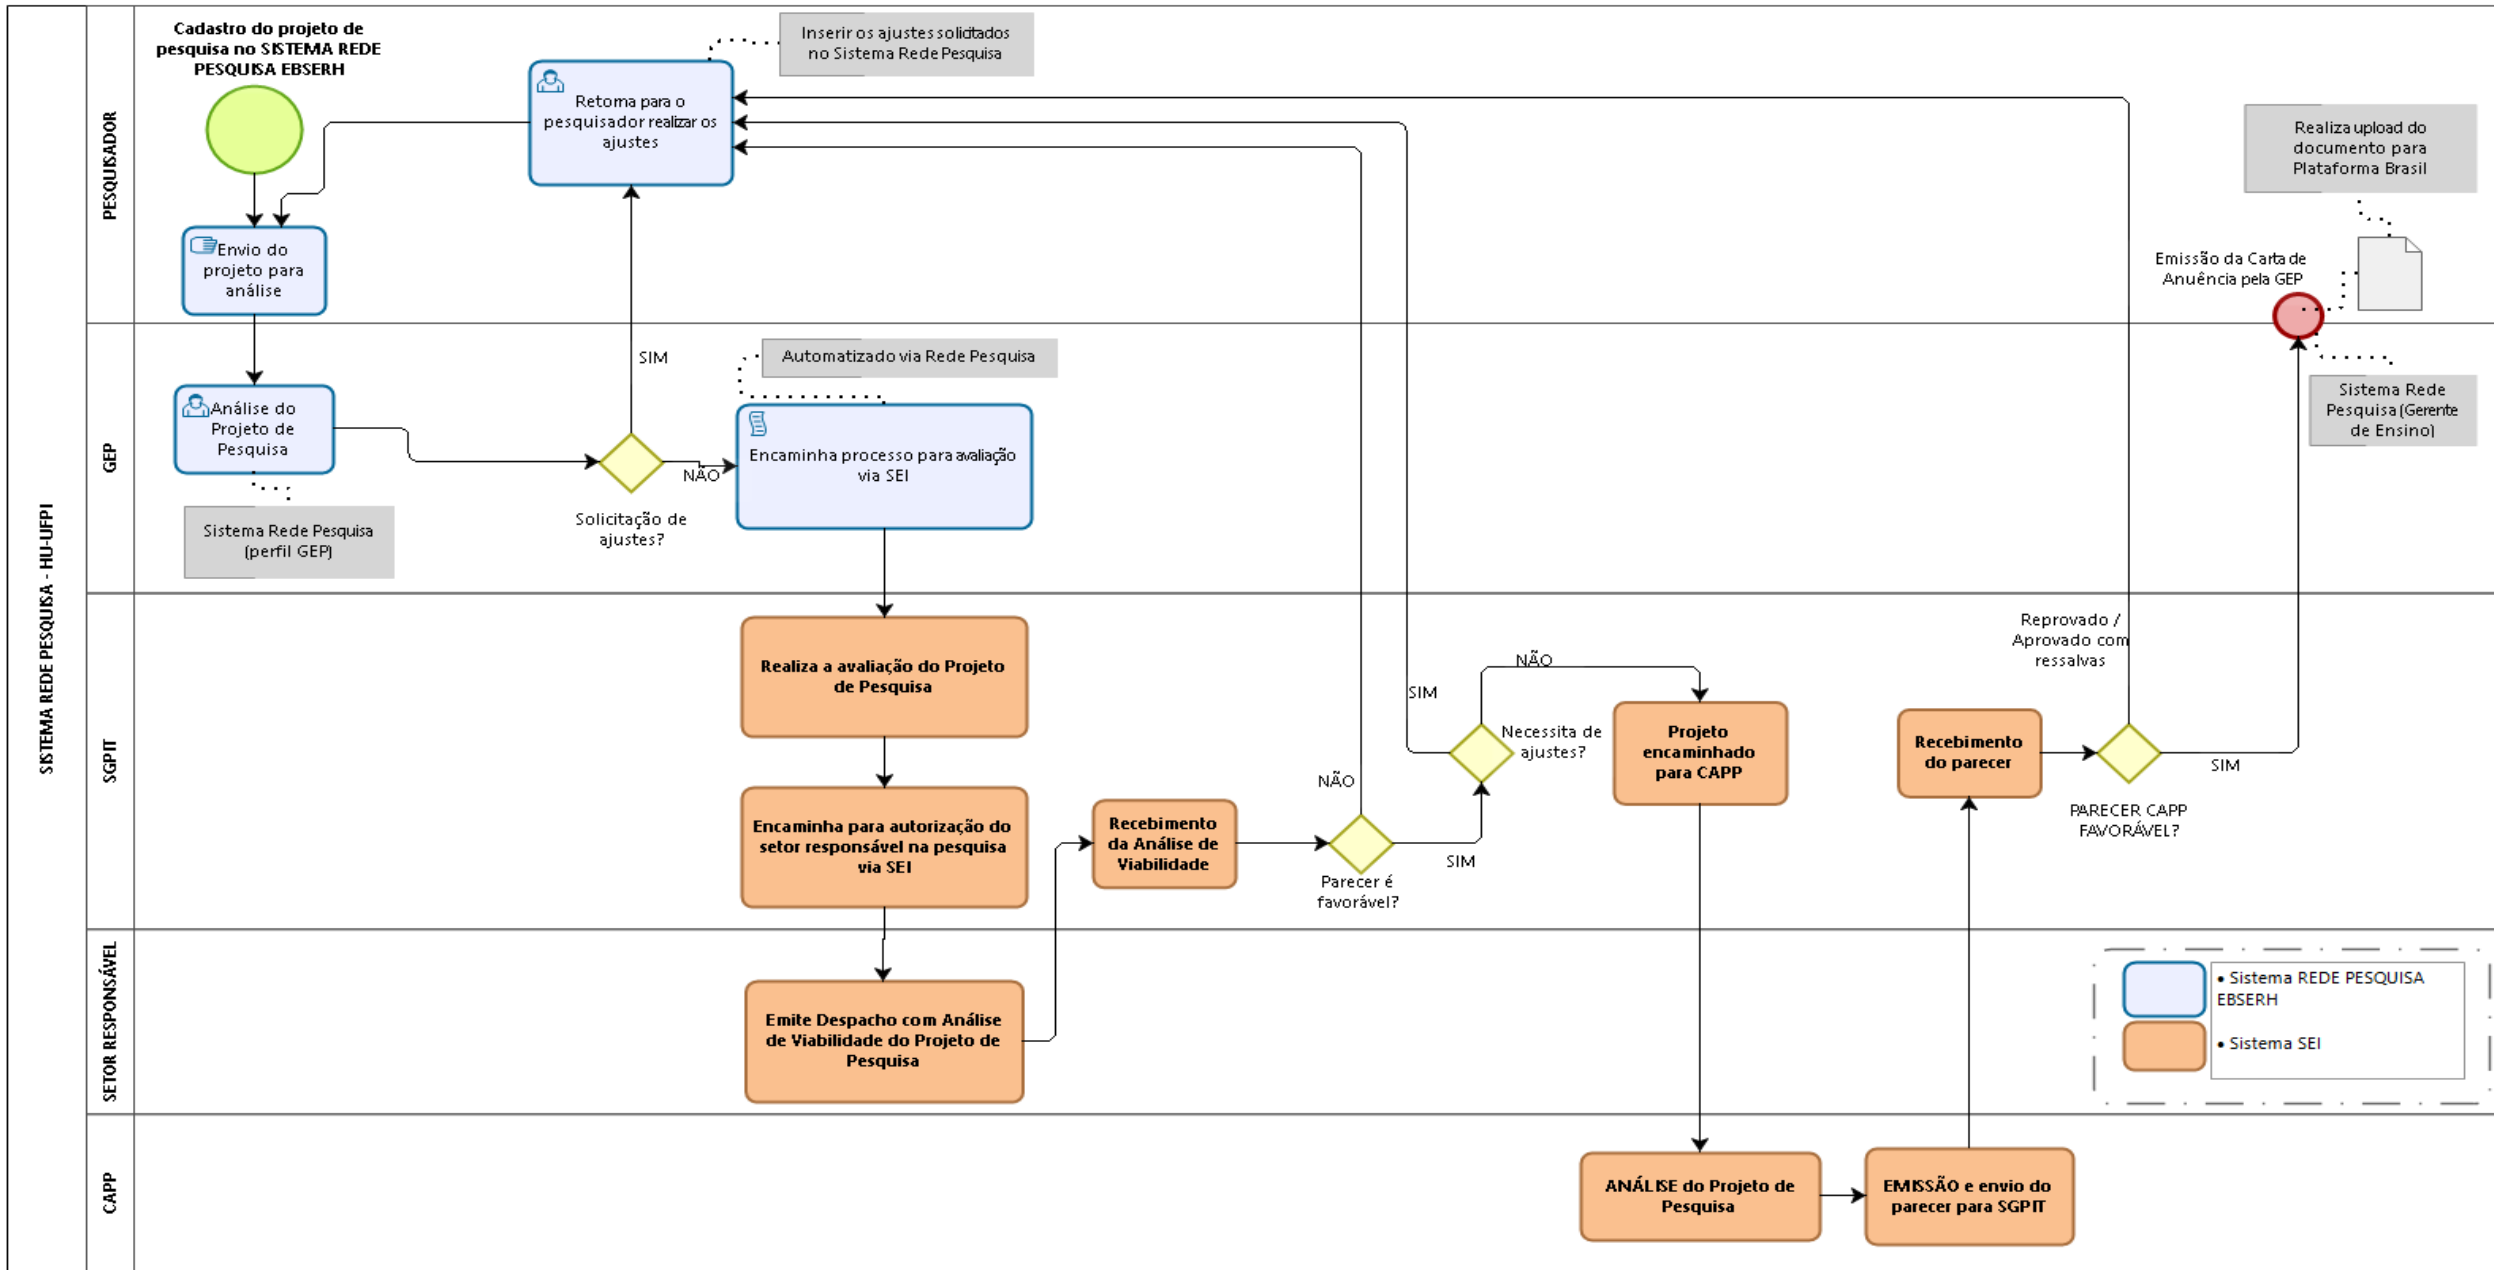 SISTEMA REDE PESQUISA - HU-UFPI
PESQUISADOR
Cadastro do projeto de
pesquisa no SISTEMA REDE
PESQUISA EBSERH
Envio do
projeto para
análise
Retorna para o
pesquisador realizar os
ajustes
Inserir os ajustes solicitados
no Sistema Rede Pesquisa
Realiza upload do
documento para
Plataforma Brasil
Emissão da Carta de
Anuência pela GEP
GEP
Análise do
Projeto de
Pesquisa
Sistema Rede Pesquisa
(perfil GEP)
SIM
NÃO
Solicitação de
ajustes?
Automatizado via Rede Pesquisa
Encaminha processo para avaliação
via SEI
Sistema Rede
Pesquisa (Gerente
de Ensino)
SGPIT
Realiza a avaliação do Projeto
de Pesquisa
Encaminha para autorização do
setor responsável na pesquisa
via SEI
Recebimento
da Análise de
Viabilidade
NÃO
SIM
Parecer é
favorável?
SIM
NÃO
Necessita de
ajustes?
Projeto
encaminhado
para CAPP
Recebimento
do parecer
Reprovado /
Aprovado com
ressalvas
SIM
PARECER CAPP
FAVORÁVEL?
SETOR RESPONSÁVEL
Emite Despacho com Análise
de Viabilidade do Projeto de
Pesquisa
• Sistema REDE PESQUISA
EBSERH
• Sistema SEI
CAPP
ANÁLISE do Projeto de
Pesquisa
EMISSÃO e envio do
parecer para SGPIT